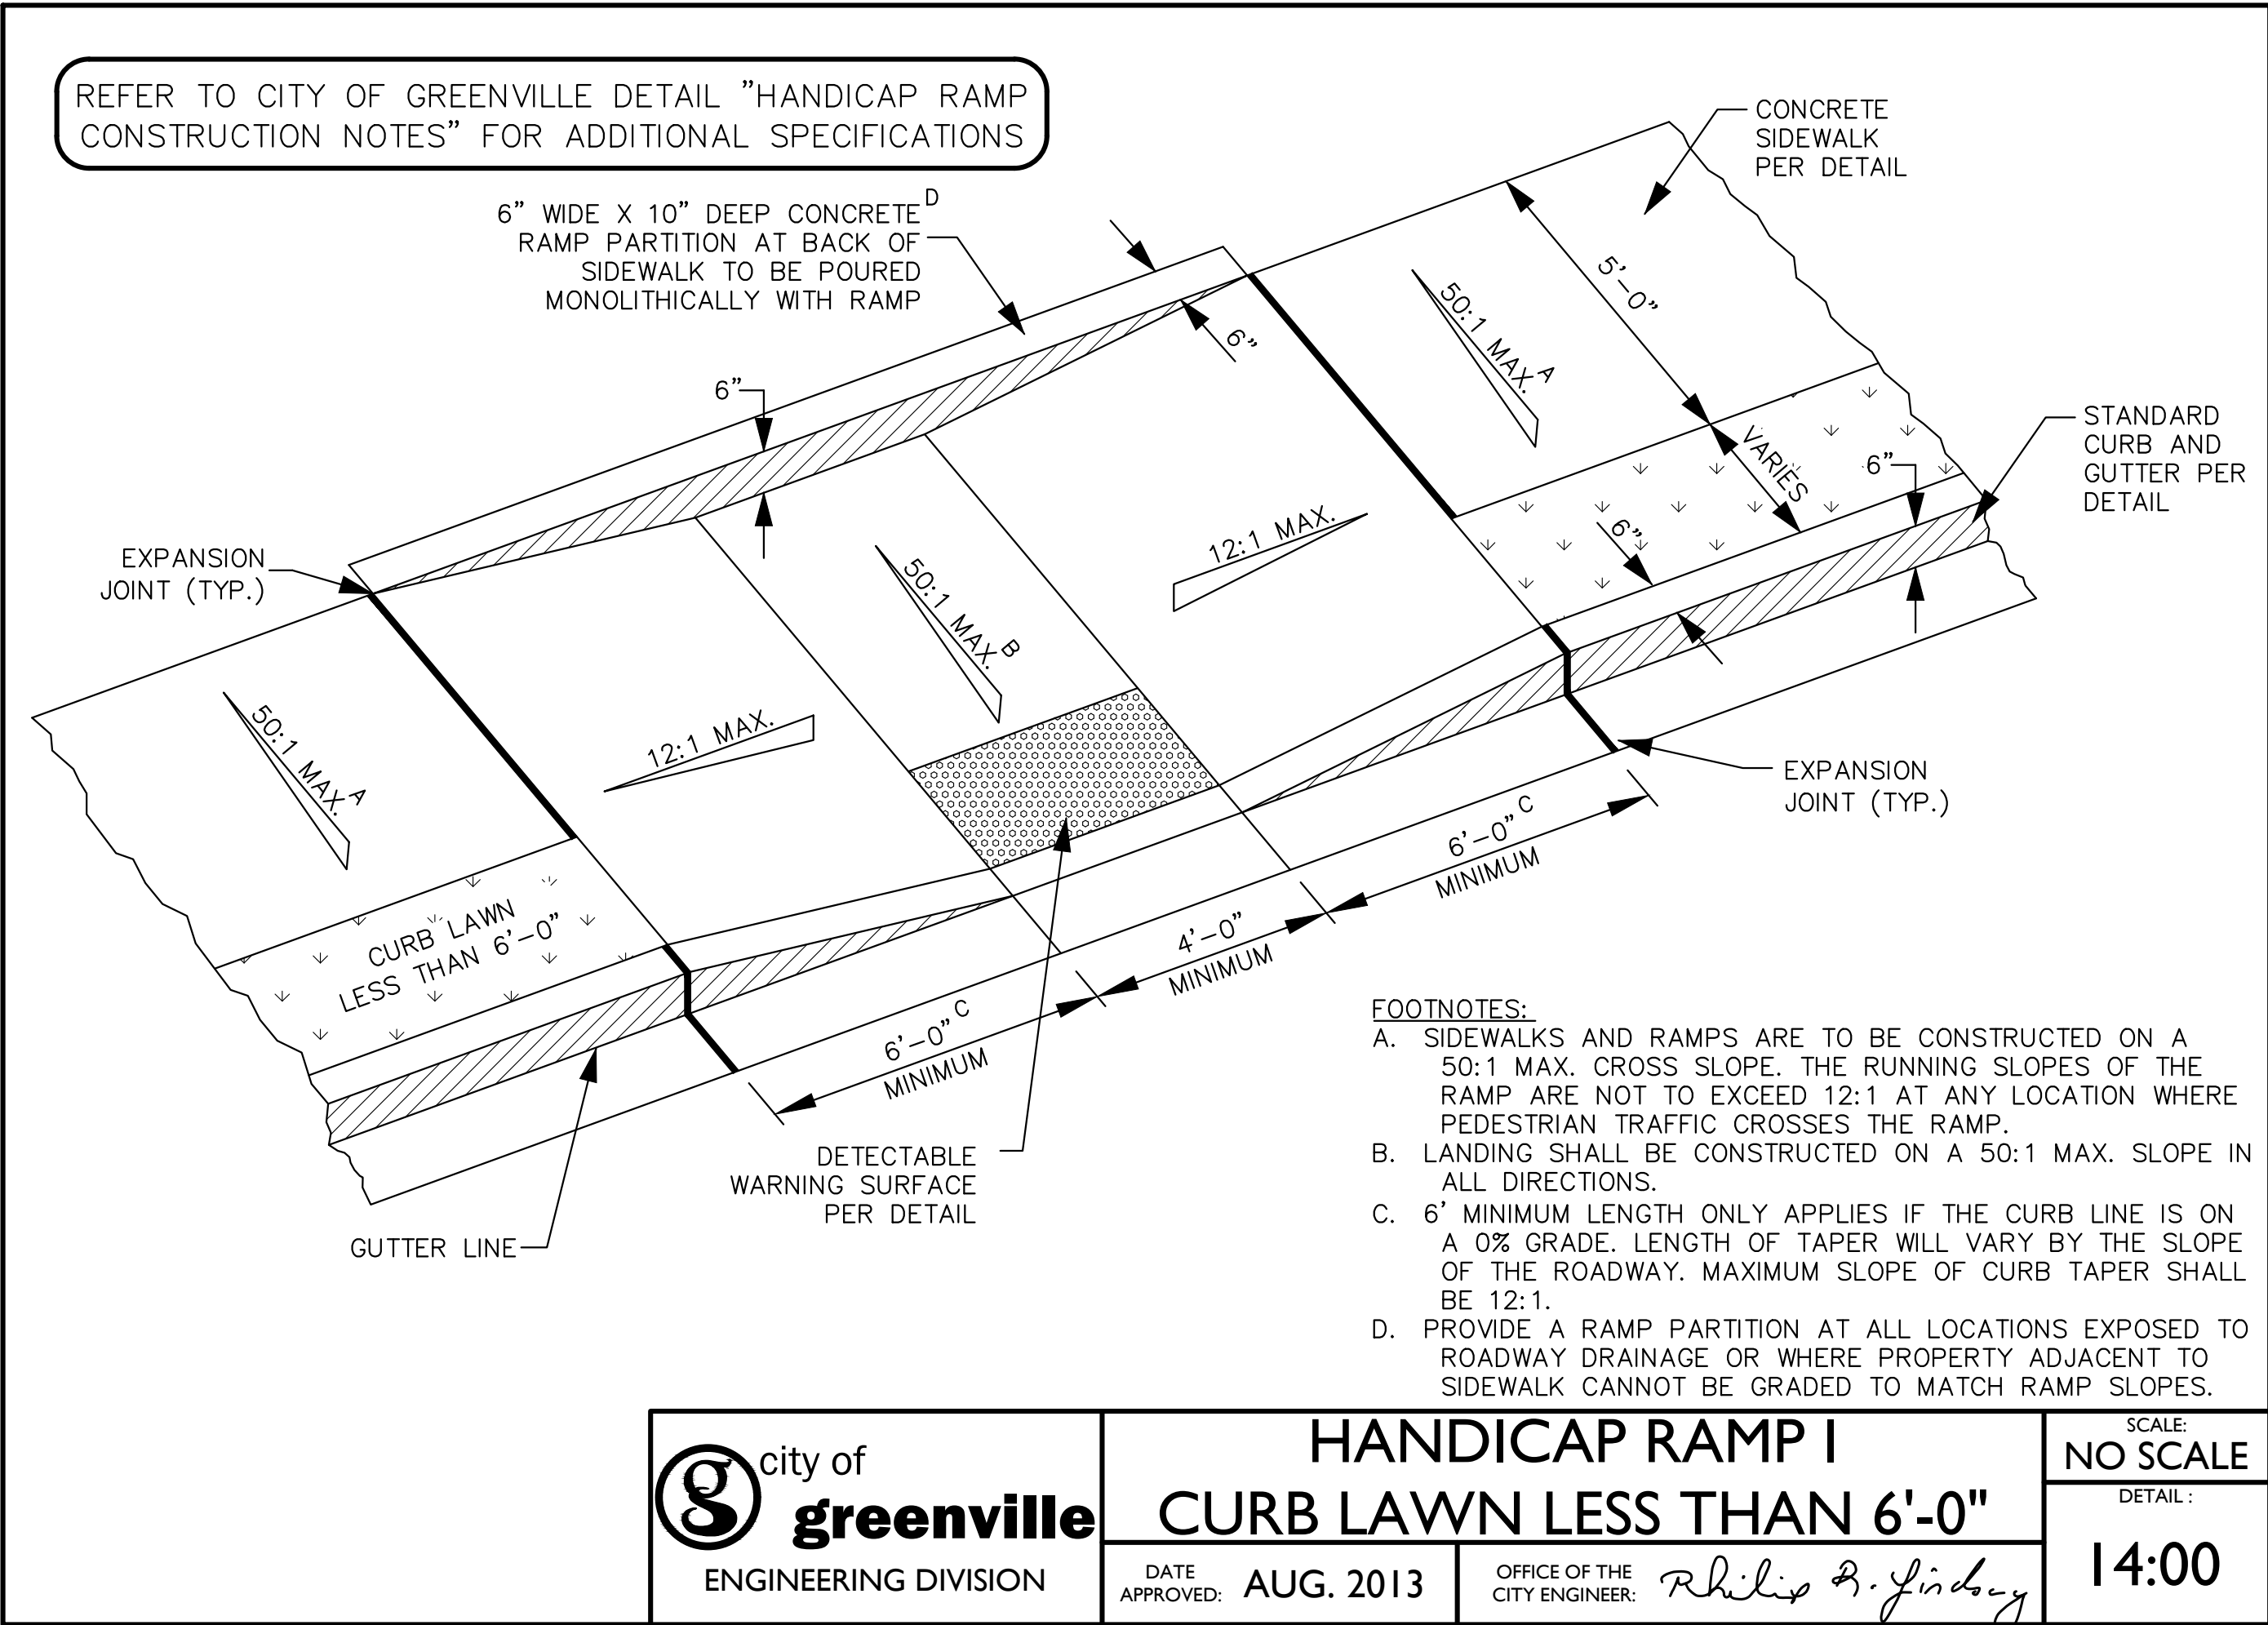 REFER TO CITY OF GREENVILLE DETAIL "HANDICAP RAMP
CONSTRUCTION NOTES" FOR ADDITIONAL SPECIFICATIONS
6" WIDE X 10" DEEP CONCRETE D
RAMP PARTITION AT BACK OF
SIDEWALK TO BE POURED
MONOLITHICALLY WITH RAMP
CONCRETE
SIDEWALK
PER DETAIL
5'-0"
50:1 MAX. A
6"
6"
STANDARD
CURB AND
GUTTER PER
DETAIL
VARIES
6"
6"
12:1 MAX.
EXPANSION
JOINT (TYP.)
50:1 MAX. B
50:1 MAX. A
12:1 MAX.
EXPANSION
JOINT (TYP.)
6'-0" C
MINIMUM
4'-0"
MINIMUM
6'-0" C
MINIMUM
CURB LAWN
LESS THAN 6'-0"
DETECTABLE
WARNING SURFACE
PER DETAIL
GUTTER LINE
FOOTNOTES:
A. SIDEWALKS AND RAMPS ARE TO BE CONSTRUCTED ON A
50:1 MAX. CROSS SLOPE. THE RUNNING SLOPES OF THE
RAMP ARE NOT TO EXCEED 12:1 AT ANY LOCATION WHERE
PEDESTRIAN TRAFFIC CROSSES THE RAMP.
B. LANDING SHALL BE CONSTRUCTED ON A 50:1 MAX. SLOPE IN
ALL DIRECTIONS.
C. 6' MINIMUM LENGTH ONLY APPLIES IF THE CURB LINE IS ON
A 0% GRADE. LENGTH OF TAPER WILL VARY BY THE SLOPE
OF THE ROADWAY. MAXIMUM SLOPE OF CURB TAPER SHALL
BE 12:1.
D. PROVIDE A RAMP PARTITION AT ALL LOCATIONS EXPOSED TO
ROADWAY DRAINAGE OR WHERE PROPERTY ADJACENT TO
SIDEWALK CANNOT BE GRADED TO MATCH RAMP SLOPES.
g
city of
greenville
ENGINEERING DIVISION
HANDICAP RAMP I
CURB LAWN LESS THAN 6'-0"
DATE
APPROVED: AUG. 2013
OFFICE OF THE
CITY ENGINEER: Philip R. Lindsay
SCALE:
NO SCALE
DETAIL :
14:00